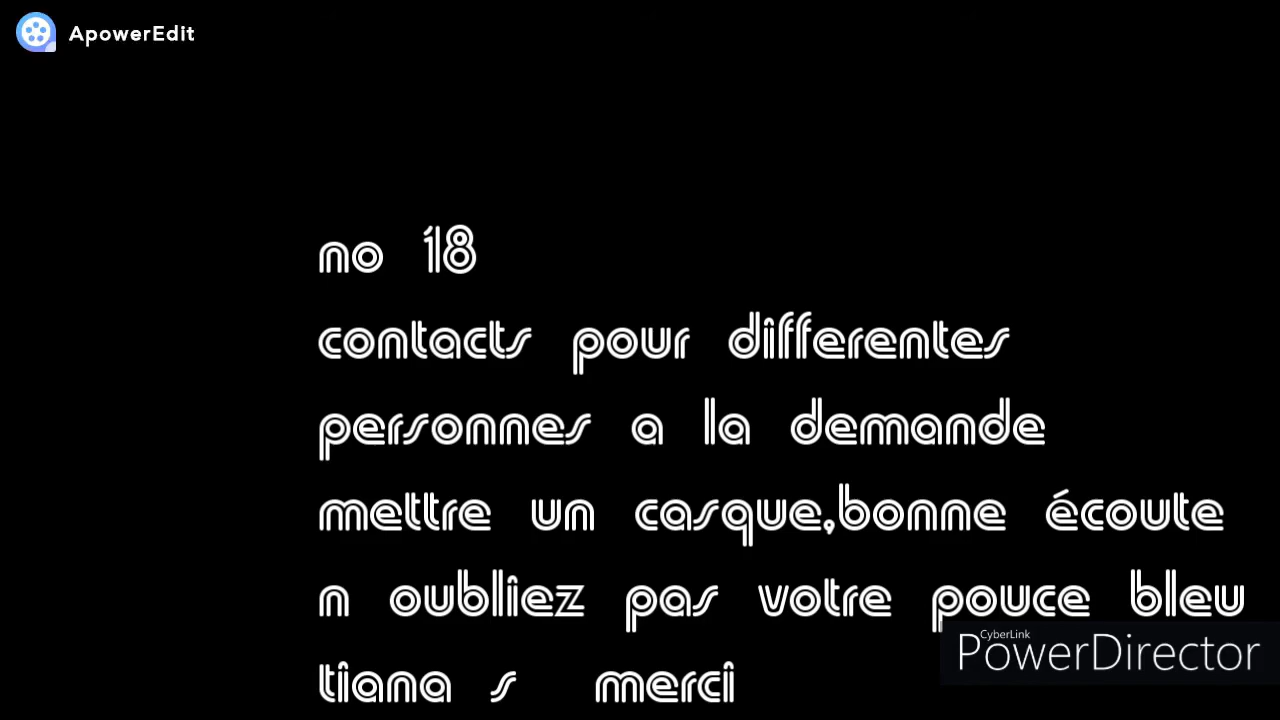 ApowerEdit
no 18
contacts pour differentes
personnes a la demande
mettre un casque,bonne écoute
n oubliez pas votre pouce bleu
tiana s merci
CyberLink
PowerDirector